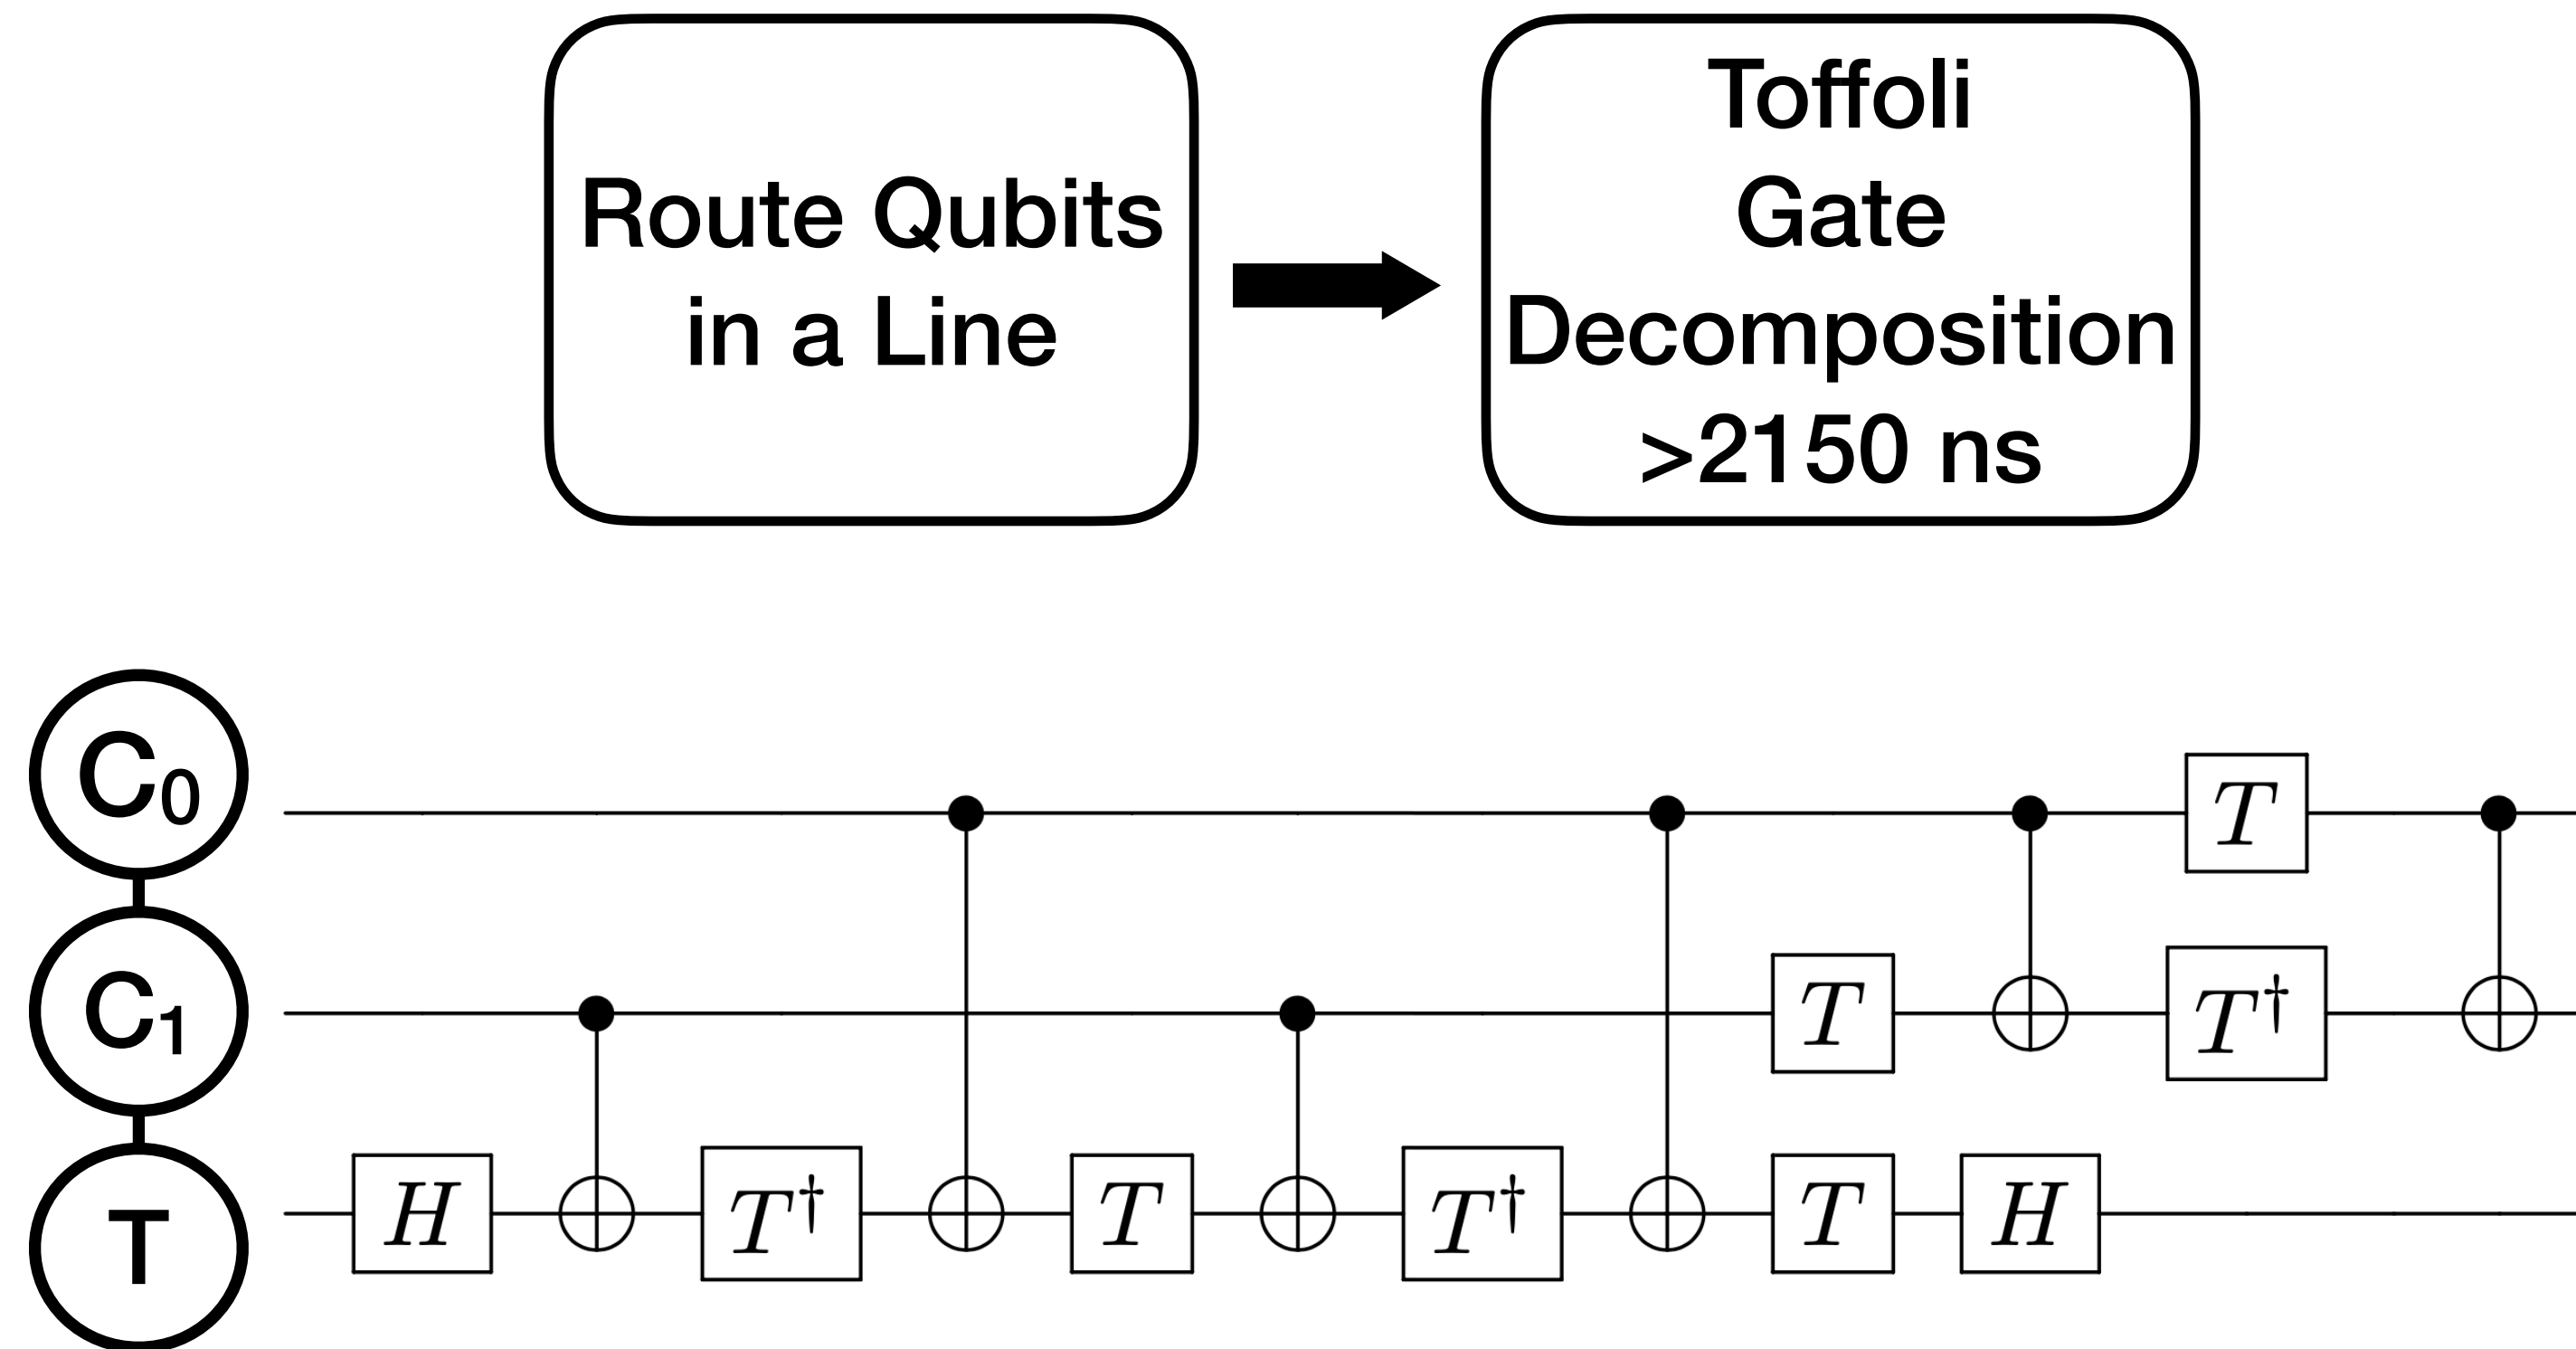 Route Qubits
in a Line
Toffoli
Gate
Decomposition
>2150 ns
C₀
T
C₁
T
T†
T
H
T†
T
T†
T
H